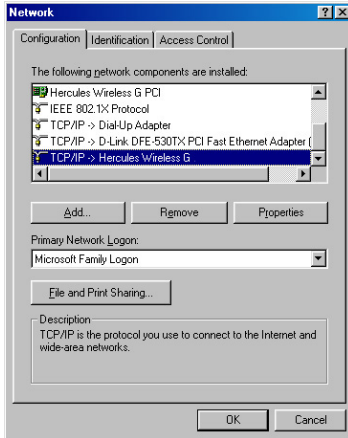 Network
Configuration Identification Access Control
The following network components are installed:
Hercules Wireless G PCI
IEEE 802.1X Protocol
TCP/IP -> Dial-Up Adapter
TCP/IP -> D-Link DFE-530TX PCI Fast Ethernet Adapter (
TCP/IP -> Hercules Wireless G
Add... Remove Properties
Primary Network Logon:
Microsoft Family Logon
File and Print Sharing...
Description
TCP/IP is the protocol you use to connect to the Internet and
wide-area networks.
OK Cancel